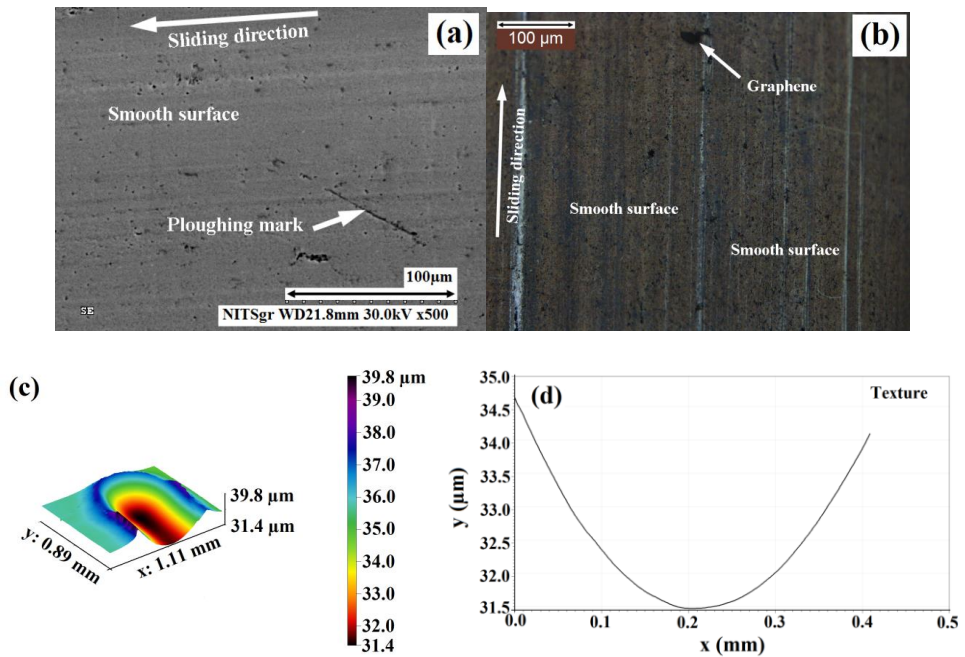 (a)
Sliding direction
Smooth surface
Ploughing mark
100µm
SE
NITSgr WD21.8mm 30.0kV x500
(b)
100 µm
Graphene
Sliding direction
Smooth surface
Smooth surface
(c)
39.8 µm
39.0
38.0
37.0
36.0
35.0
34.0
33.0
32.0
31.4
39.8 µm
31.4 µm
y: 0.89 mm
x: 1.11 mm
(d)
Texture
35.0
34.5
34.0
33.5
33.0
32.5
32.0
31.5
y (µm)
0.0 0.1 0.2 0.3 0.4 0.5
x (mm)